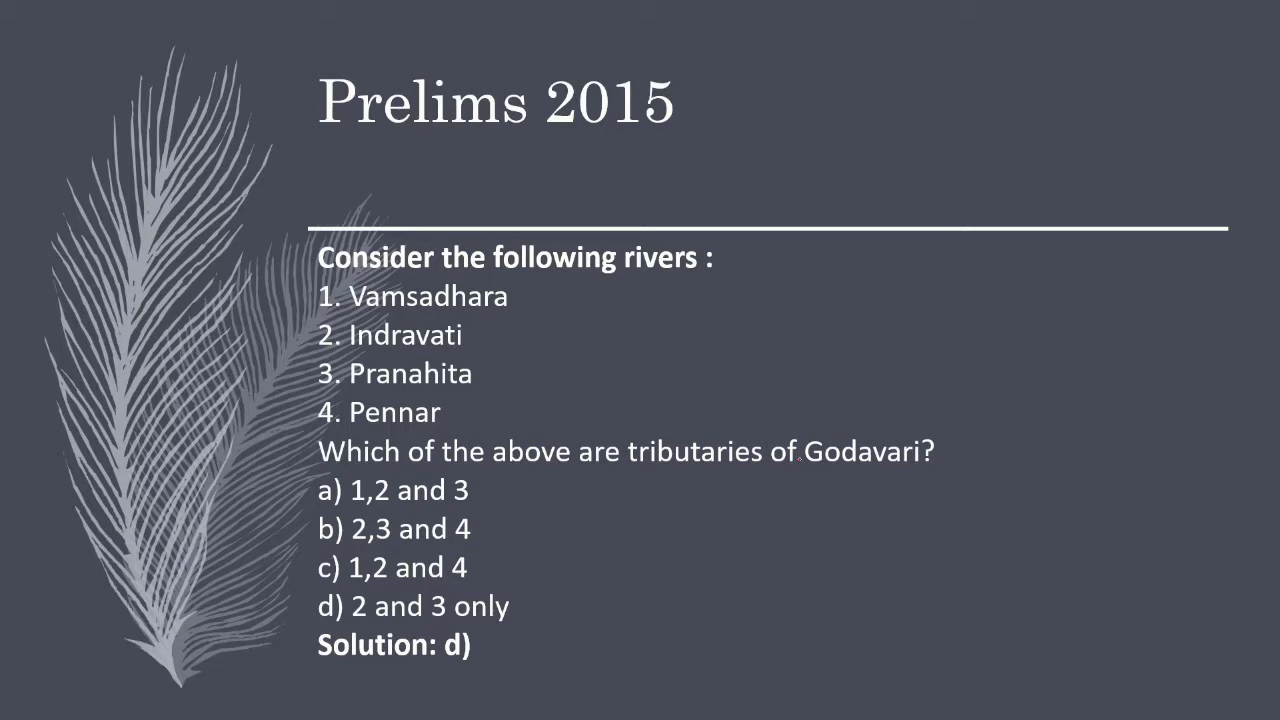 Prelims 2015
Consider the following rivers :
1. Vamsadhara
2. Indravati
3. Pranahita
4. Pennar
Which of the above are tributaries of Godavari?
a) 1,2 and 3
b) 2,3 and 4
c) 1,2 and 4
d) 2 and 3 only
Solution: d)